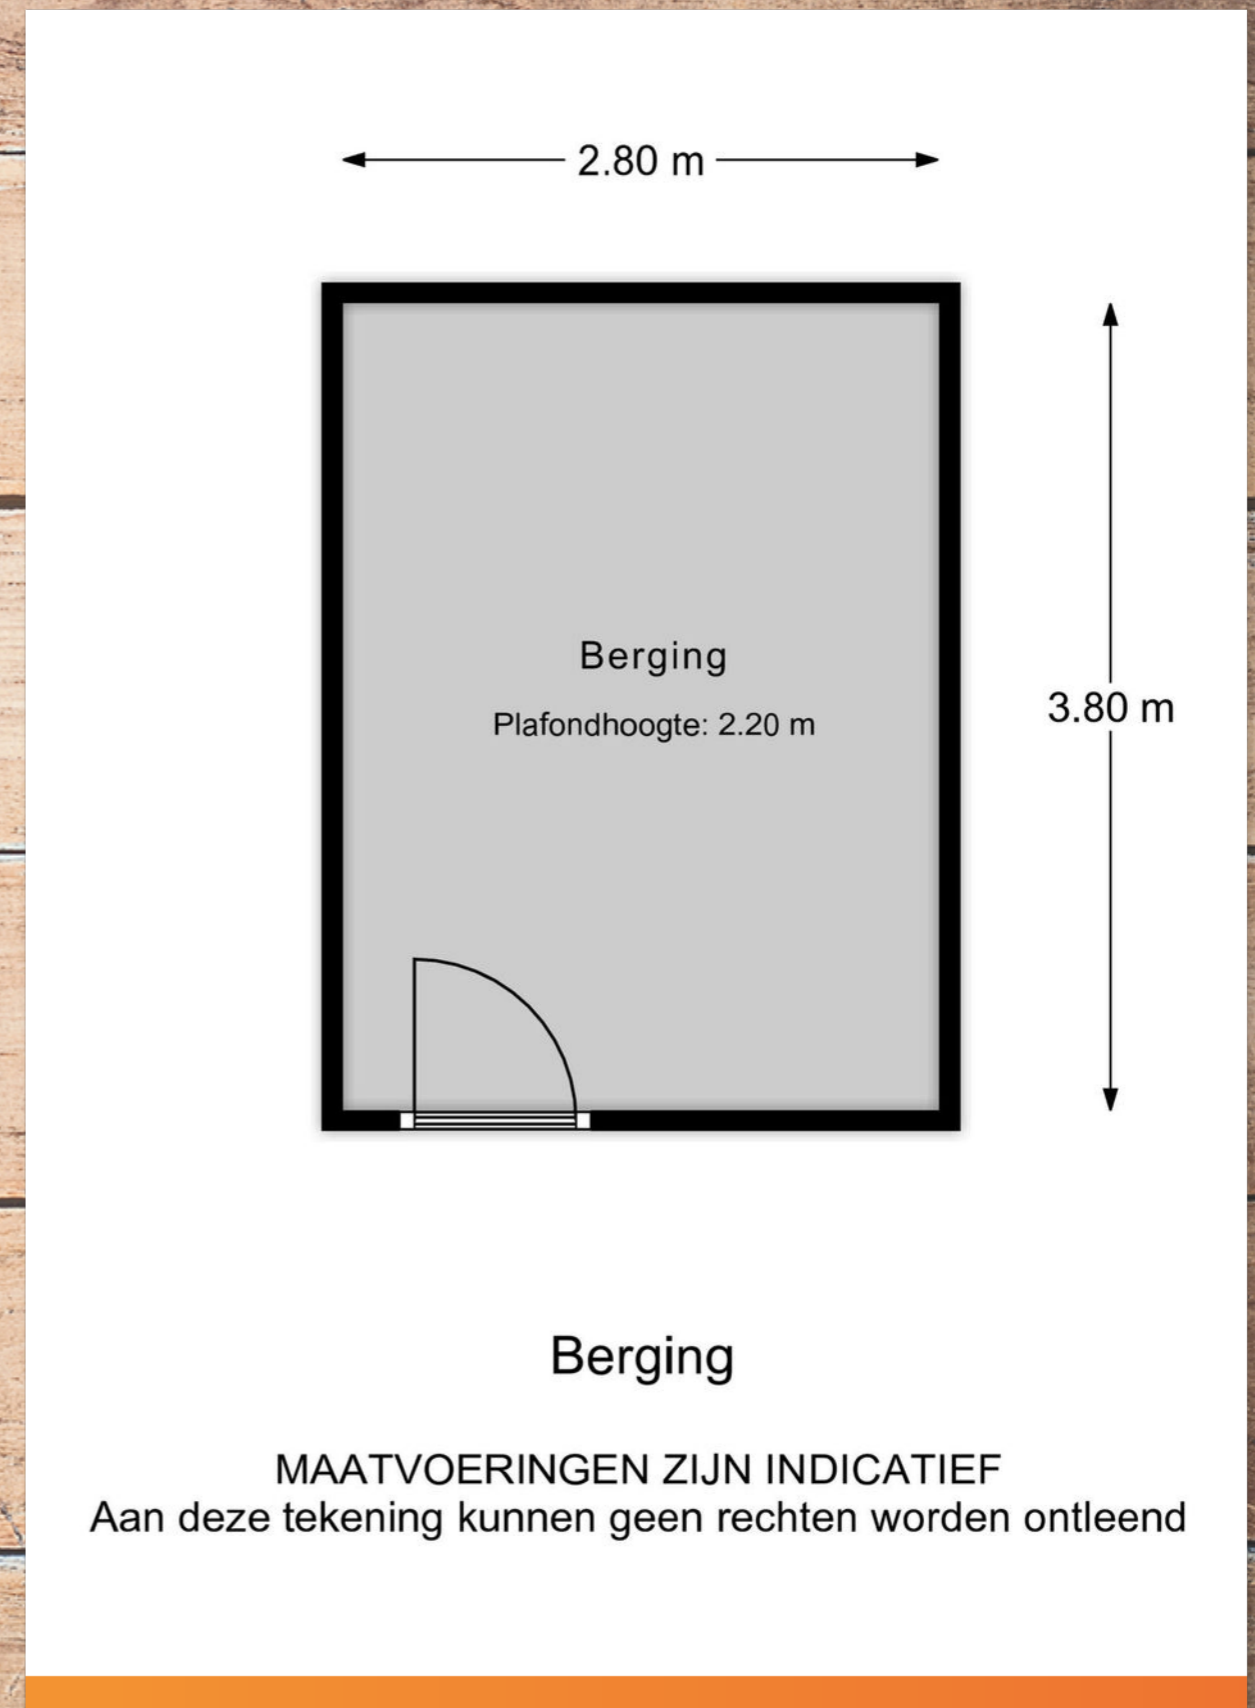 2.80 m
Berging
Plafondhoogte: 2.20 m
3.80 m
Berging
MAATVOERINGEN ZIJN INDICATIEF
Aan deze tekening kunnen geen rechten worden ontleend